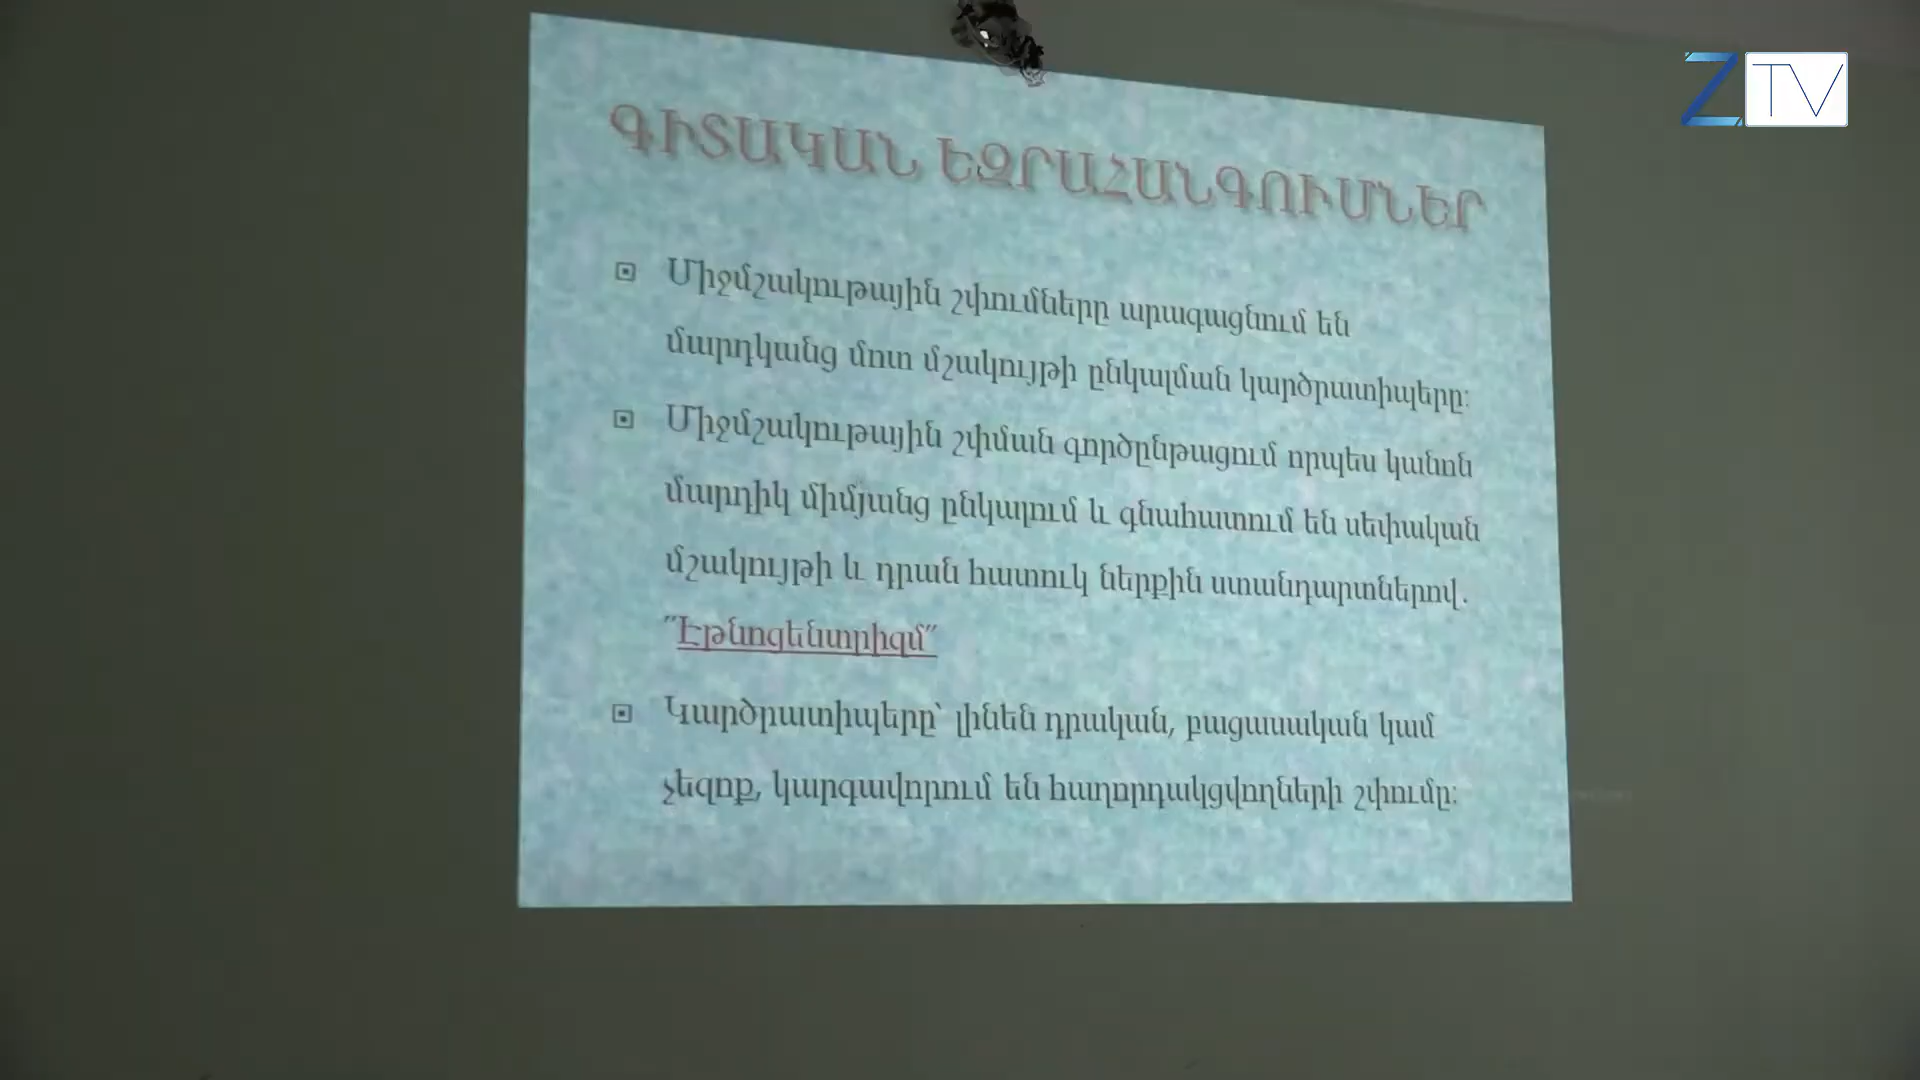 ZTV
ԳԻՏԱԿԱՆ ԵԶՐԱՀԱՆԳՈՒՄՆԵՐ
Միջմշակութային շփումները արագացնում են
մարդկանց մոտ մշակույթի ընկալման կարծրատիպերը։
Միջմշակութային շփման գործընթացում որպես կանոն
մարդիկ միմյանց ընկալում և գնահատում են սեփական
մշակույթի և դրան հատուկ ներքին ստանդարտներով.
"Էթնոցենտրիզմ"
Կարծրատիպերը՝ լինեն դրական, բացասական կամ
չեզոք, կարգավորում են հաղորդակցվողների շփումը։